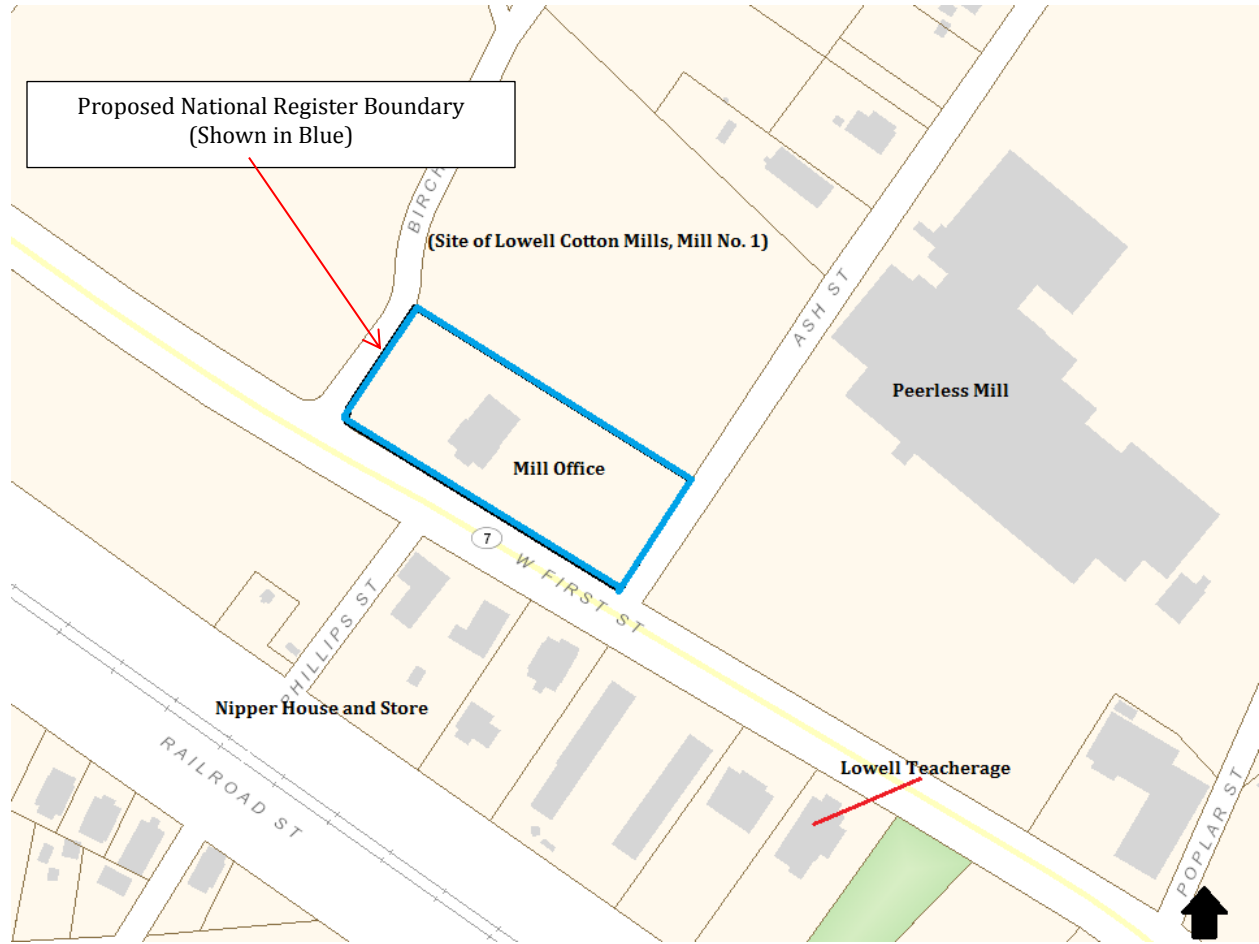 Proposed National Register Boundary
(Shown in Blue)
BIRCH
(Site of Lowell Cotton Mills, Mill No. 1)
ASH ST
Peerless Mill
Mill Office
7
W FIRST ST
PHILLIPS ST
Nipper House and Store
RAILROAD ST
Lowell Teacherage
POPLAR ST